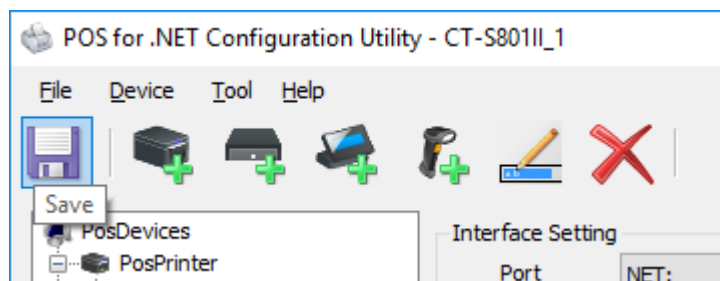 POS for .NET Configuration Utility - CT-S801II_1
File Device Tool Help
Save
PosDevices
Interface Setting
PosPrinter
Port NET: